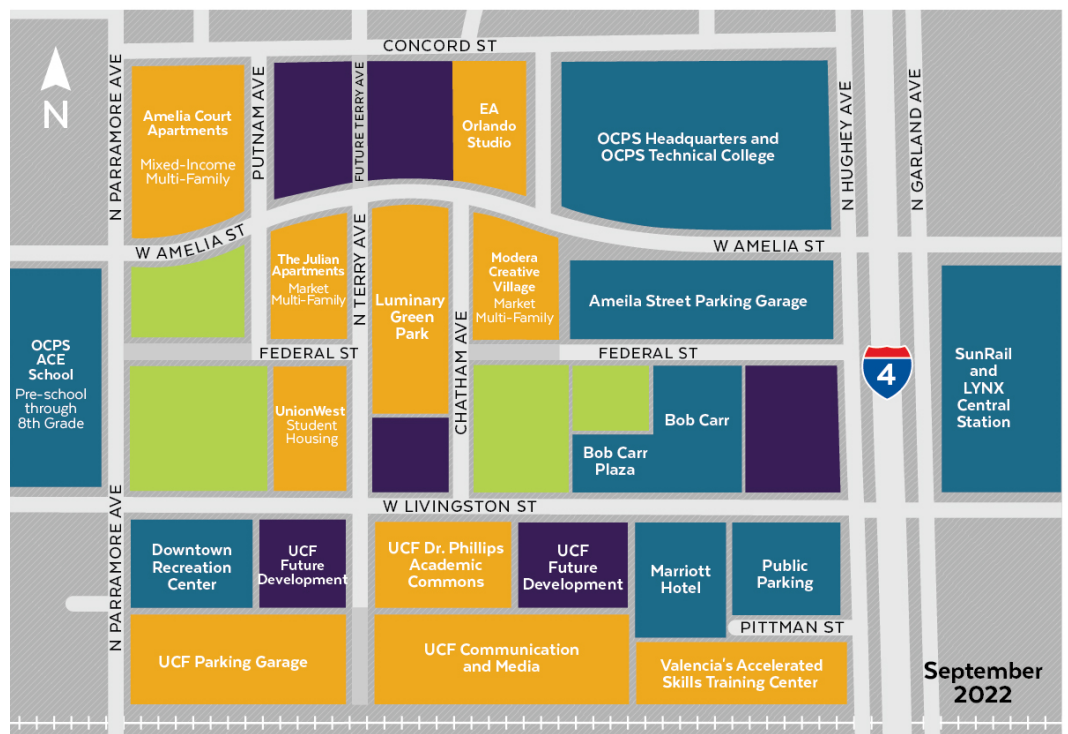 CONCORD ST
N
N PARRAMORE AVE
Amelia Court
Apartments
Mixed-Income
Multi-Family
PUTNAM AVE
FUTURE TERRY AVE
EA
Orlando
Studio
OCPS Headquarters and
OCPS Technical College
N HUGHEY AVE
N GARLAND AVE
W AMELIA ST
W AMELIA ST
The Julian
Apartments
Market
Multi-Family
N TERRY AVE
Luminary
Green
Park
CHATHAM AVE
Modera
Creative
Village
Market
Multi-Family
Ameila Street Parking Garage
OCPS
ACE
School
Pre-school
through
8th Grade
FEDERAL ST
FEDERAL ST
4
SunRail
and
LYNX
Central
Station
UnionWest
Student
Housing
Bob Carr
Bob Carr
Plaza
N PARRAMORE AVE
W LIVINGSTON ST
Downtown
Recreation
Center
UCF
Future
Development
UCF Dr. Phillips
Academic
Commons
UCF
Future
Development
Marriott
Hotel
Public
Parking
PITTMAN ST
UCF Parking Garage
UCF Communication
and Media
Valencia's Accelerated
Skills Training Center
September
2022